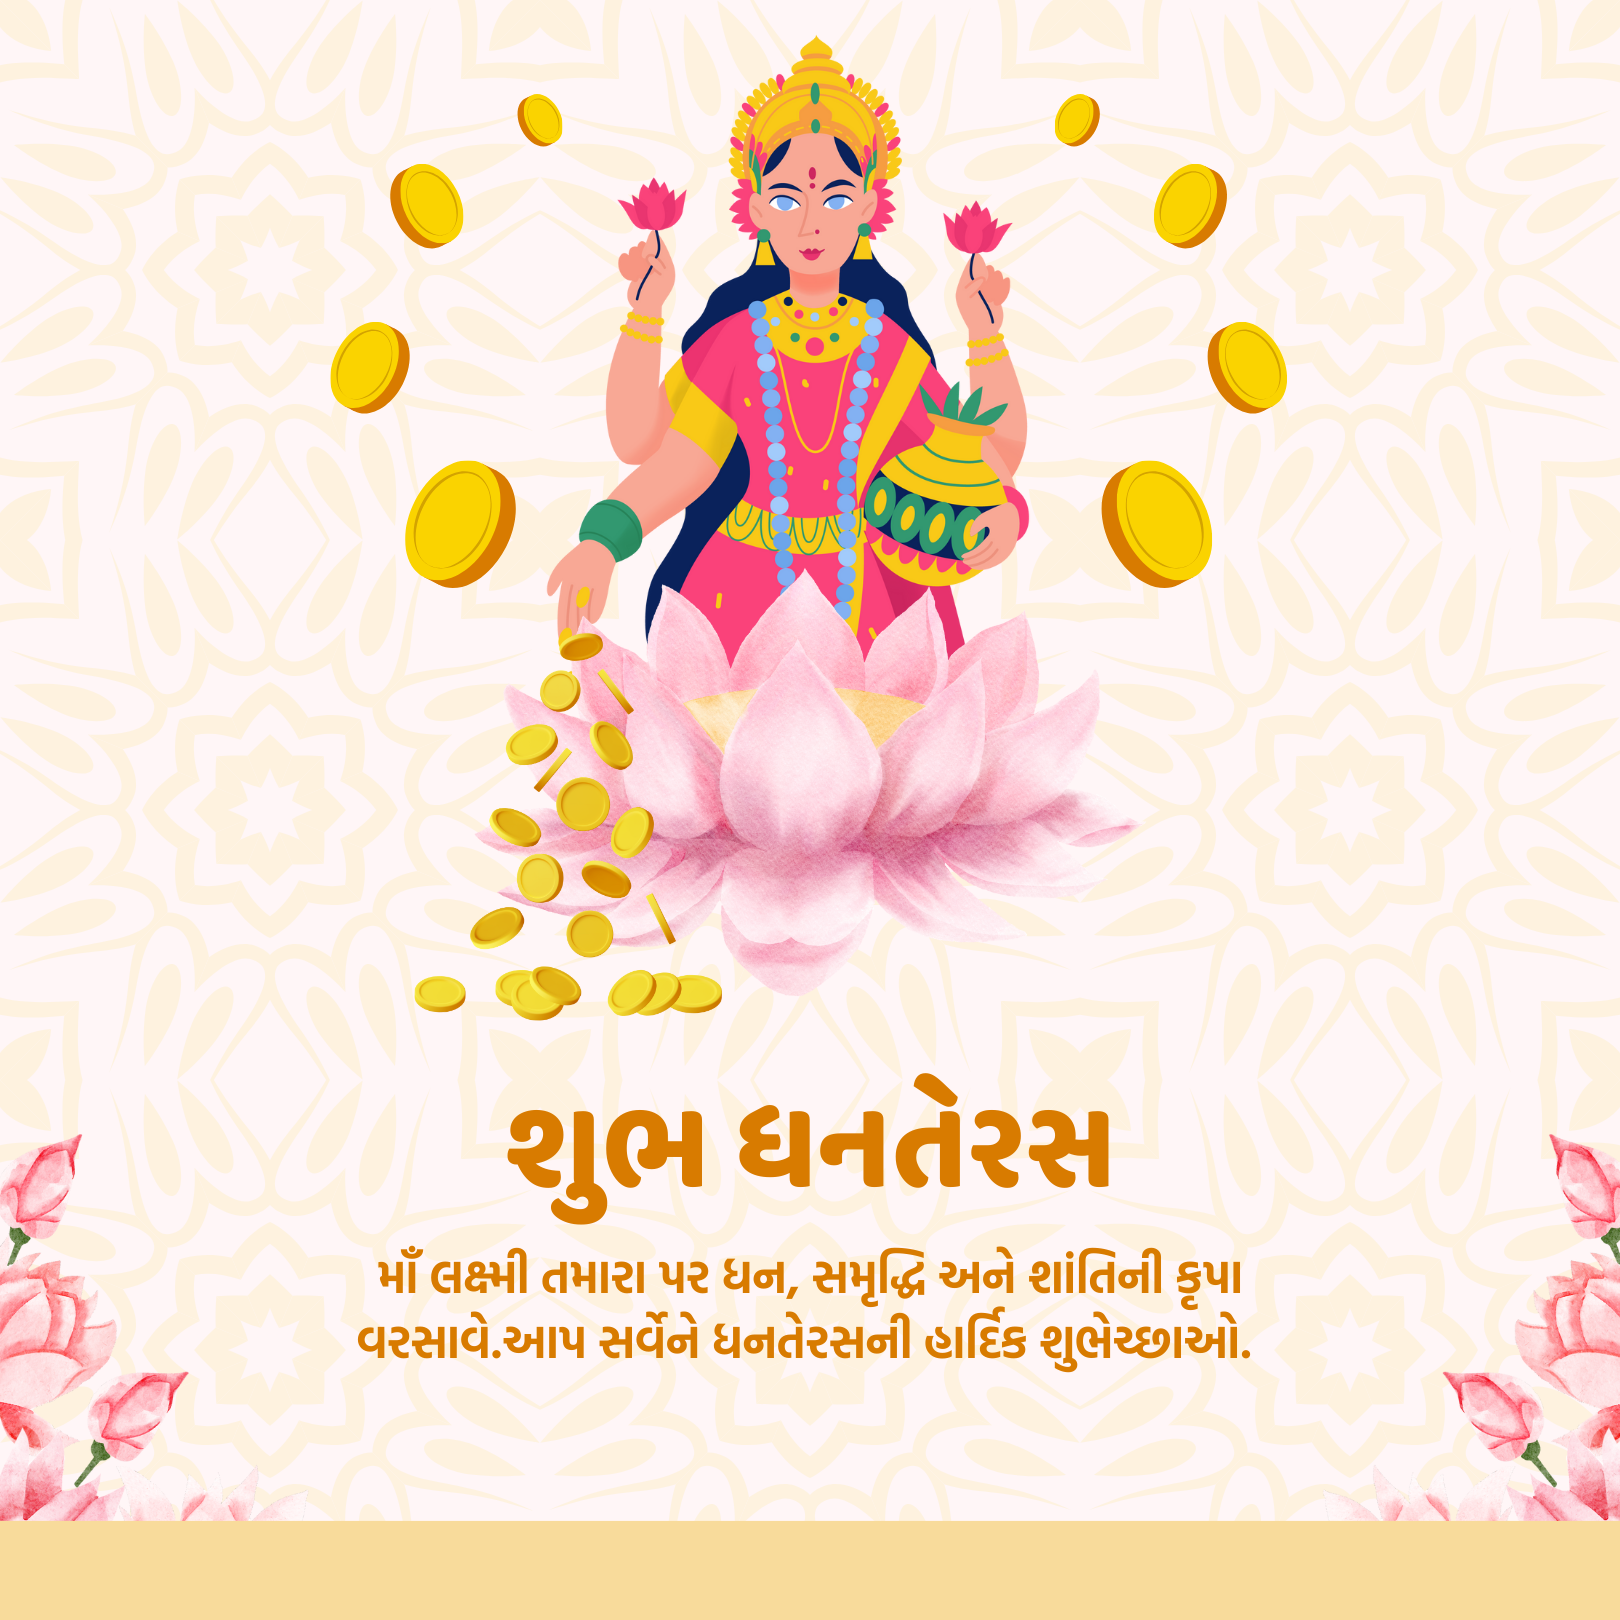 શુભ ધનતેરસ
માઁ લક્ષ્મી તમારા પર ધન, સમૃદ્ધિ અને શાંતિની કૃપા
વરસાવે.આપ સર્વેને ધનતેરસની હાર્દિક શુભેચ્છાઓ.